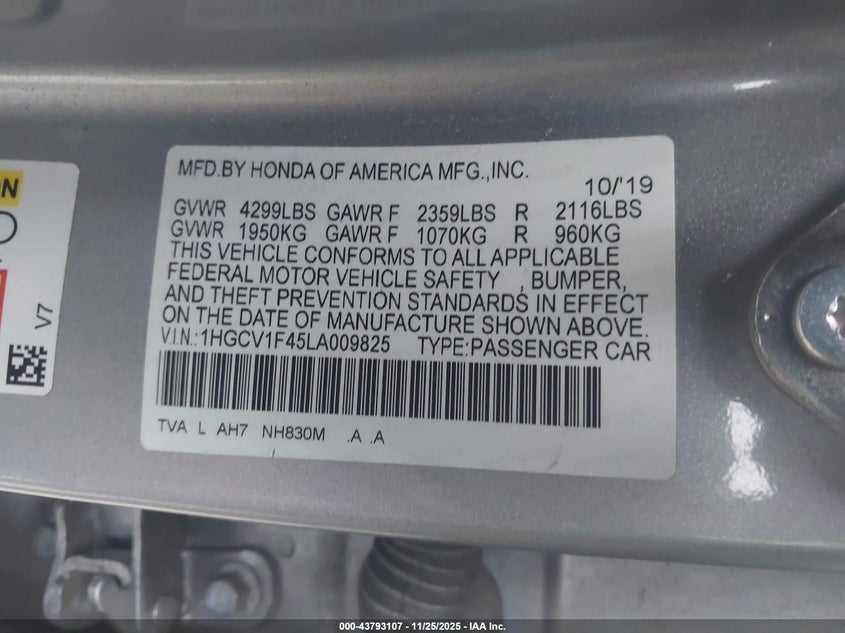 MFD.BY HONDA OF AMERICA MFG.,INC.
10/'19
GVWR 4299LBS GAWR F 2359LBS R 2116LBS
GVWR 1950KG GAWR F 1070KG R 960KG
THIS VEHICLE CONFORMS TO ALL APPLICABLE
FEDERAL MOTOR VEHICLE SAFETY , BUMPER,
AND THEFT PREVENTION STANDARDS IN EFFECT
ON THE DATE OF MANUFACTURE SHOWN ABOVE.
V.I.N.:1HGCV1F45LA009825 TYPE:PASSENGER CAR
TVA L AH7 NH830M .A .A
V7
000-43793107 - 11/25/2025 - IAA Inc.